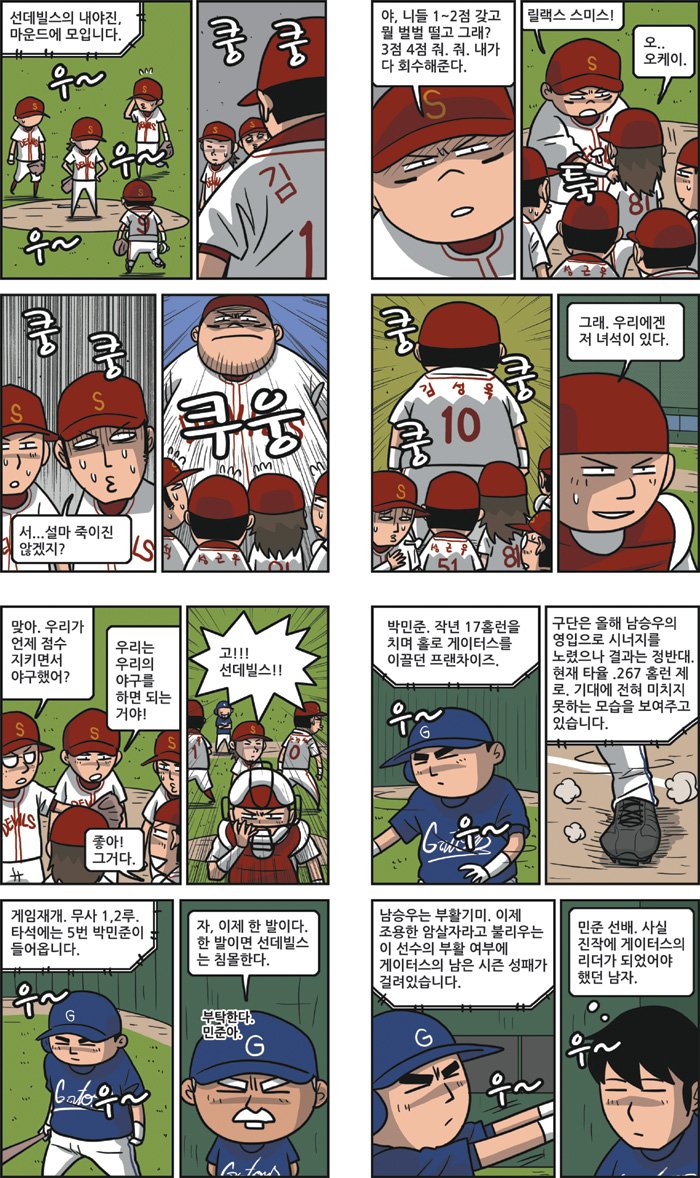 선데빌스의 내야진,
마운드에 모입니다.
우~
S
S
S
DEVILS
우~
9
우~
쿵
쿵
S
S
김
1
쿵
쿵
S
S
서...설마 죽이진
않겠지?
쿠웅
성근우
야, 니들 1~2점 갖고
뭘 벌벌 떨고 그래?
3점 4점 줘. 줘. 내가
다 회수해준다.
S
릴랙스 스미스!
오..
오케이.
S
툭
81
성근우
쿵
김성욱
10
쿵
쿵
S
성근우
51
81
그래. 우리에겐
저 녀석이 있다.
맞아. 우리가
언제 점수
지키면서
야구했어?
우리는
우리의
야구를
하면 되는
거야!
S
S
S
DEVILS
좋아!
그거다.
고!!!
선데빌스!!
G
S
게임재개. 무사 1,2루.
타석에는 5번 박민준이
들어옵니다.
우~
G
우~
Gators
자, 이제 한 발이다.
한 발이면 선데빌스
는 침몰한다.
부탁한다.
민준아.
G
Gators
박민준. 작년 17홈런을
치며 홀로 게이터스를
이끌던 프랜차이즈.
우~
G
우~
Gators
구단은 올해 남승우의
영입으로 시너지를
노렸으나 결과는 정반대.
현재 타율 .267 홈런 제
로. 기대에 전혀 미치지
못하는 모습을 보여주고
있습니다.
남승우는 부활기미. 이제
조용한 암살자라고 불리우는
이 선수의 부활 여부에
게이터스의 남은 시즌 성패가
걸려있습니다.
G
우~
민준 선배. 사실
진작에 게이터스의
리더가 되었어야
했던 남자.
우~